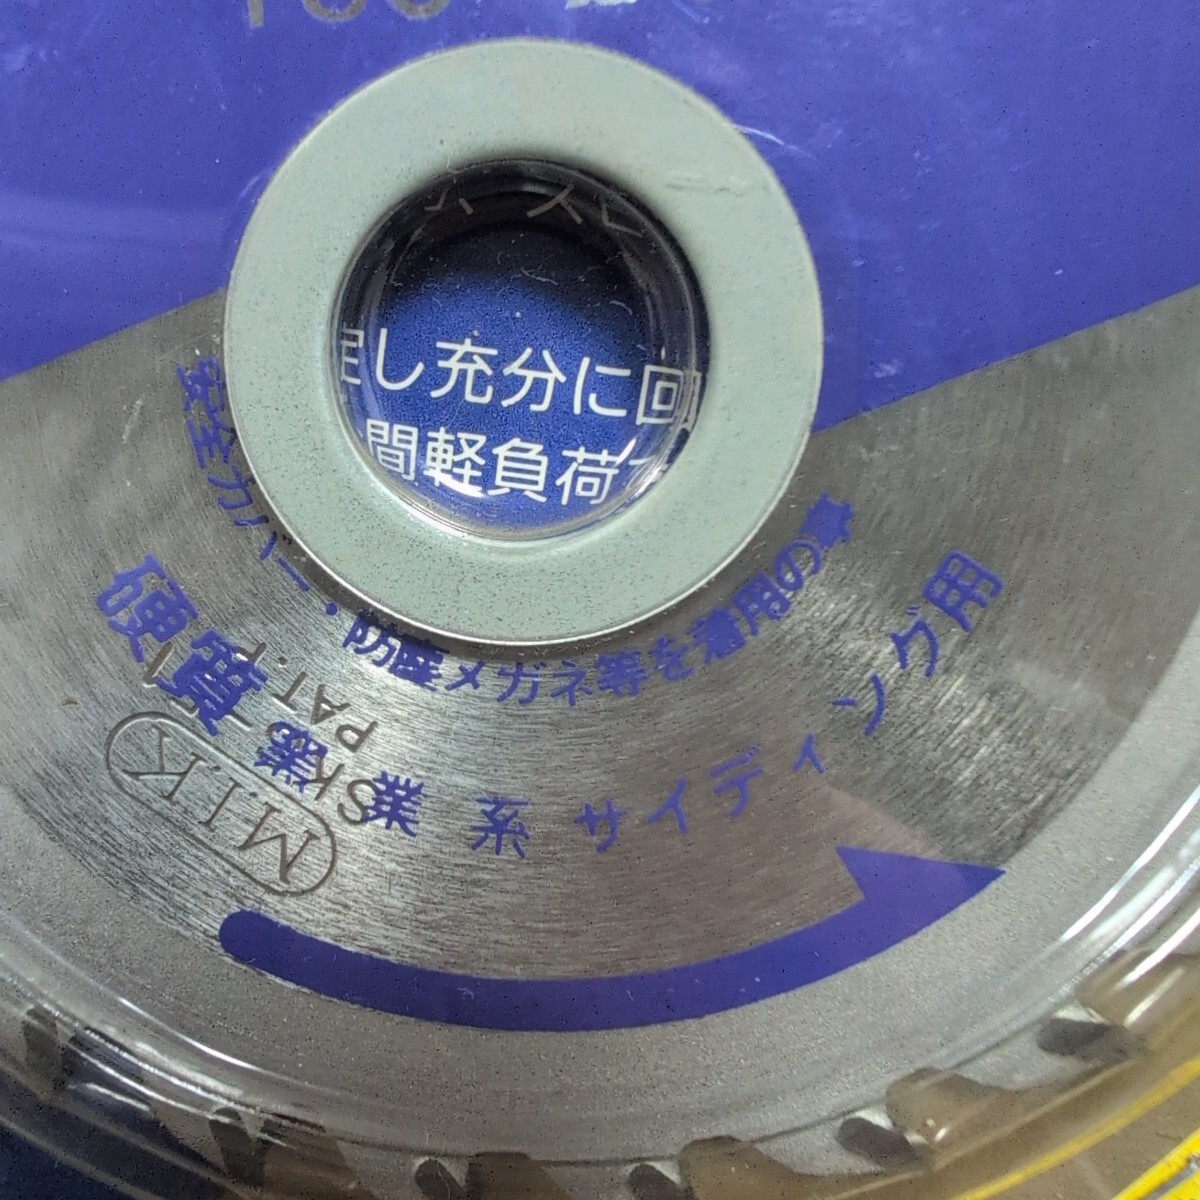 し充分に回
間軽負荷
安全カバー・防塵メガネ等を着用の事
硬質窯業系サイディング用
M.I.K
PAT.